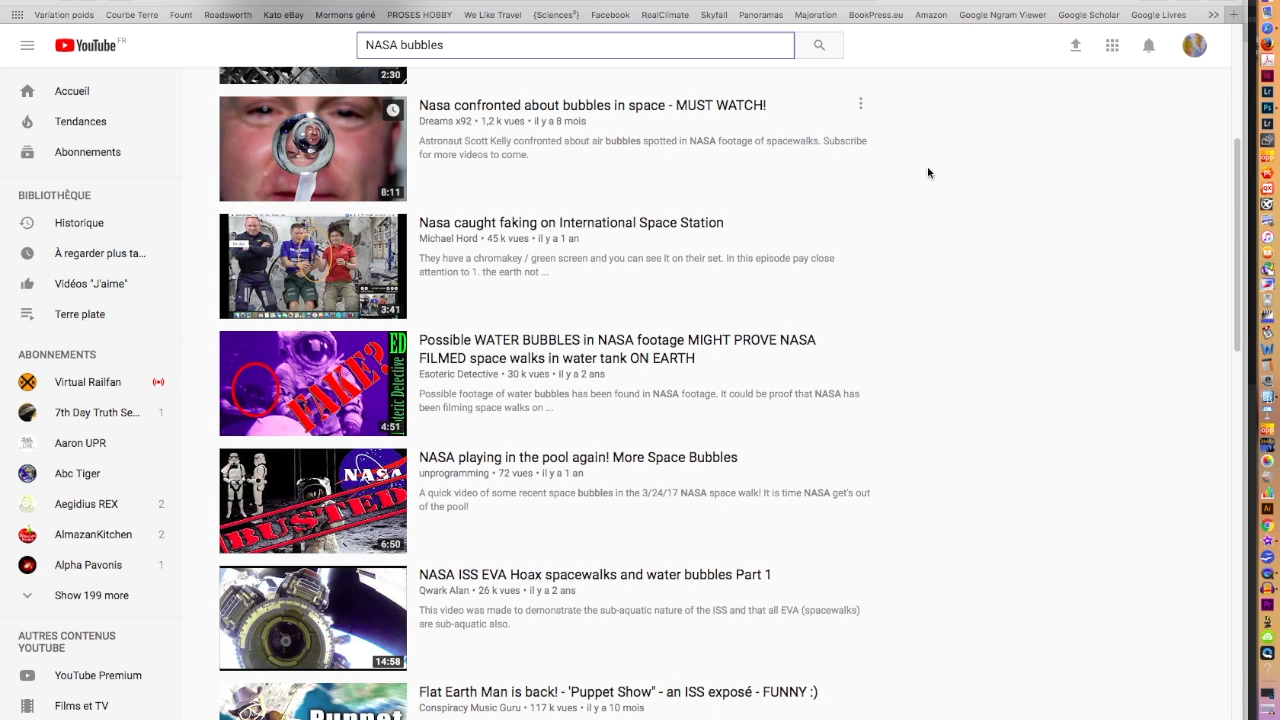 Variation points
TatieTer
Fount
Fourni
Kate Bay
Mormons géné
PROSES OSBBYC
We Like Travel
{Sciences²}
Facebook
RealClimate
Skyfall
Panoramas
Majoration
BookPress.eu
Amazon
Google Ngram Viewer
Google Scholar
Google Livres
YouTube FR
NASA bubbles
Accueil
Tendances
Abonnements
BIBLIOTHÈQUE
Historique
À regarder plus ta...
Vidéos "J'aime"
Terre plate
ABONNEMENTS
Virtual Railfan
7th Day Truth Se... 1
Aaron UPR
Abc Tiger
Aegidius REX 2
AlmazanKitchen 2
Alpha Pavonis 1
Show 199 more
AUTRES CONTENUS
YOUTUBE
YouTube Premium
Films et TV
2:30
8:11
Nasa confronted about bubbles in space - MUST WATCH!
Dreams x92 • 1,2 k vues • il y a 8 mois
Astronaut Scott Kelly confronted about air bubbles spotted in NASA footage of spacewalks. Subscribe
for more videos to come.
3:41
Nasa caught faking on International Space Station
Michael Hord • 45 k vues • il y a 1 an
They have a chromakey / green screen and you can see it on their set. In this episode pay close
attention to 1. the earth not ...
FAKE?
ED
oteric Detective
4:51
Possible WATER BUBBLES in NASA footage MIGHT PROVE NASA
FILMED space walks in water tank ON EARTH
Esoteric Detective • 30 k vues • il y a 2 ans
Possible footage of water bubbles has been found in NASA footage. It could be proof that NASA has
been filming space walks on ...
NASA
BUSTED
6:50
NASA playing in the pool again! More Space Bubbles
unprogramming • 72 vues • il y a 1 an
A quick video of some recent space bubbles in the 3/24/17 NASA space walk! It is time NASA get's out
of the pool!
14:58
NASA ISS EVA Hoax spacewalks and water bubbles Part 1
Qwark Alan • 26 k vues • il y a 2 ans
This video was made to demonstrate the sub-aquatic nature of the ISS and that all EVA (spacewalks)
are sub-aquatic also.
Puppet
Flat Earth Man is back! - 'Puppet Show" - an ISS exposé - FUNNY :)
Conspiracy Music Guru • 117 k vues • il y a 10 mois